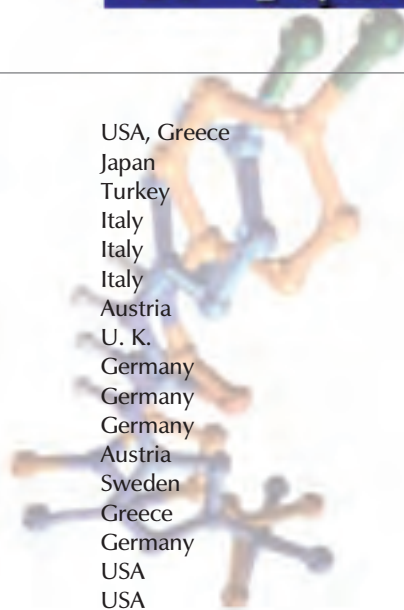 USA, Greece
Japan
Turkey
Italy
Italy
Italy
Austria
U. K.
Germany
Germany
Germany
Austria
Sweden
Greece
Germany
USA
USA